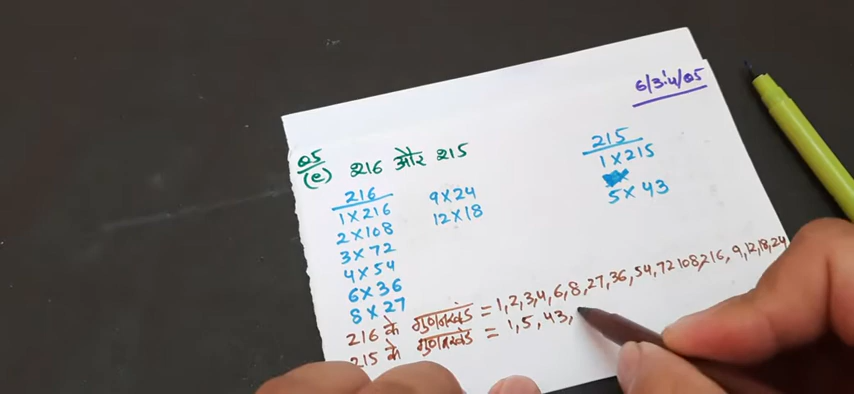 6/3.4/Q5
Q5
(e) 216 और 215
216
1 X 216
2 X 108
3 X 72
4 X 54
6 X 36
8 X 27
9 X 24
12 X 18
215
1 X 215
5 X 43
216 के गुणनखंड = 1, 2, 3, 4, 6, 8, 27, 36, 54, 72 108, 216, 9, 12, 18, 24
215 के गुणनखंड = 1, 5, 43,